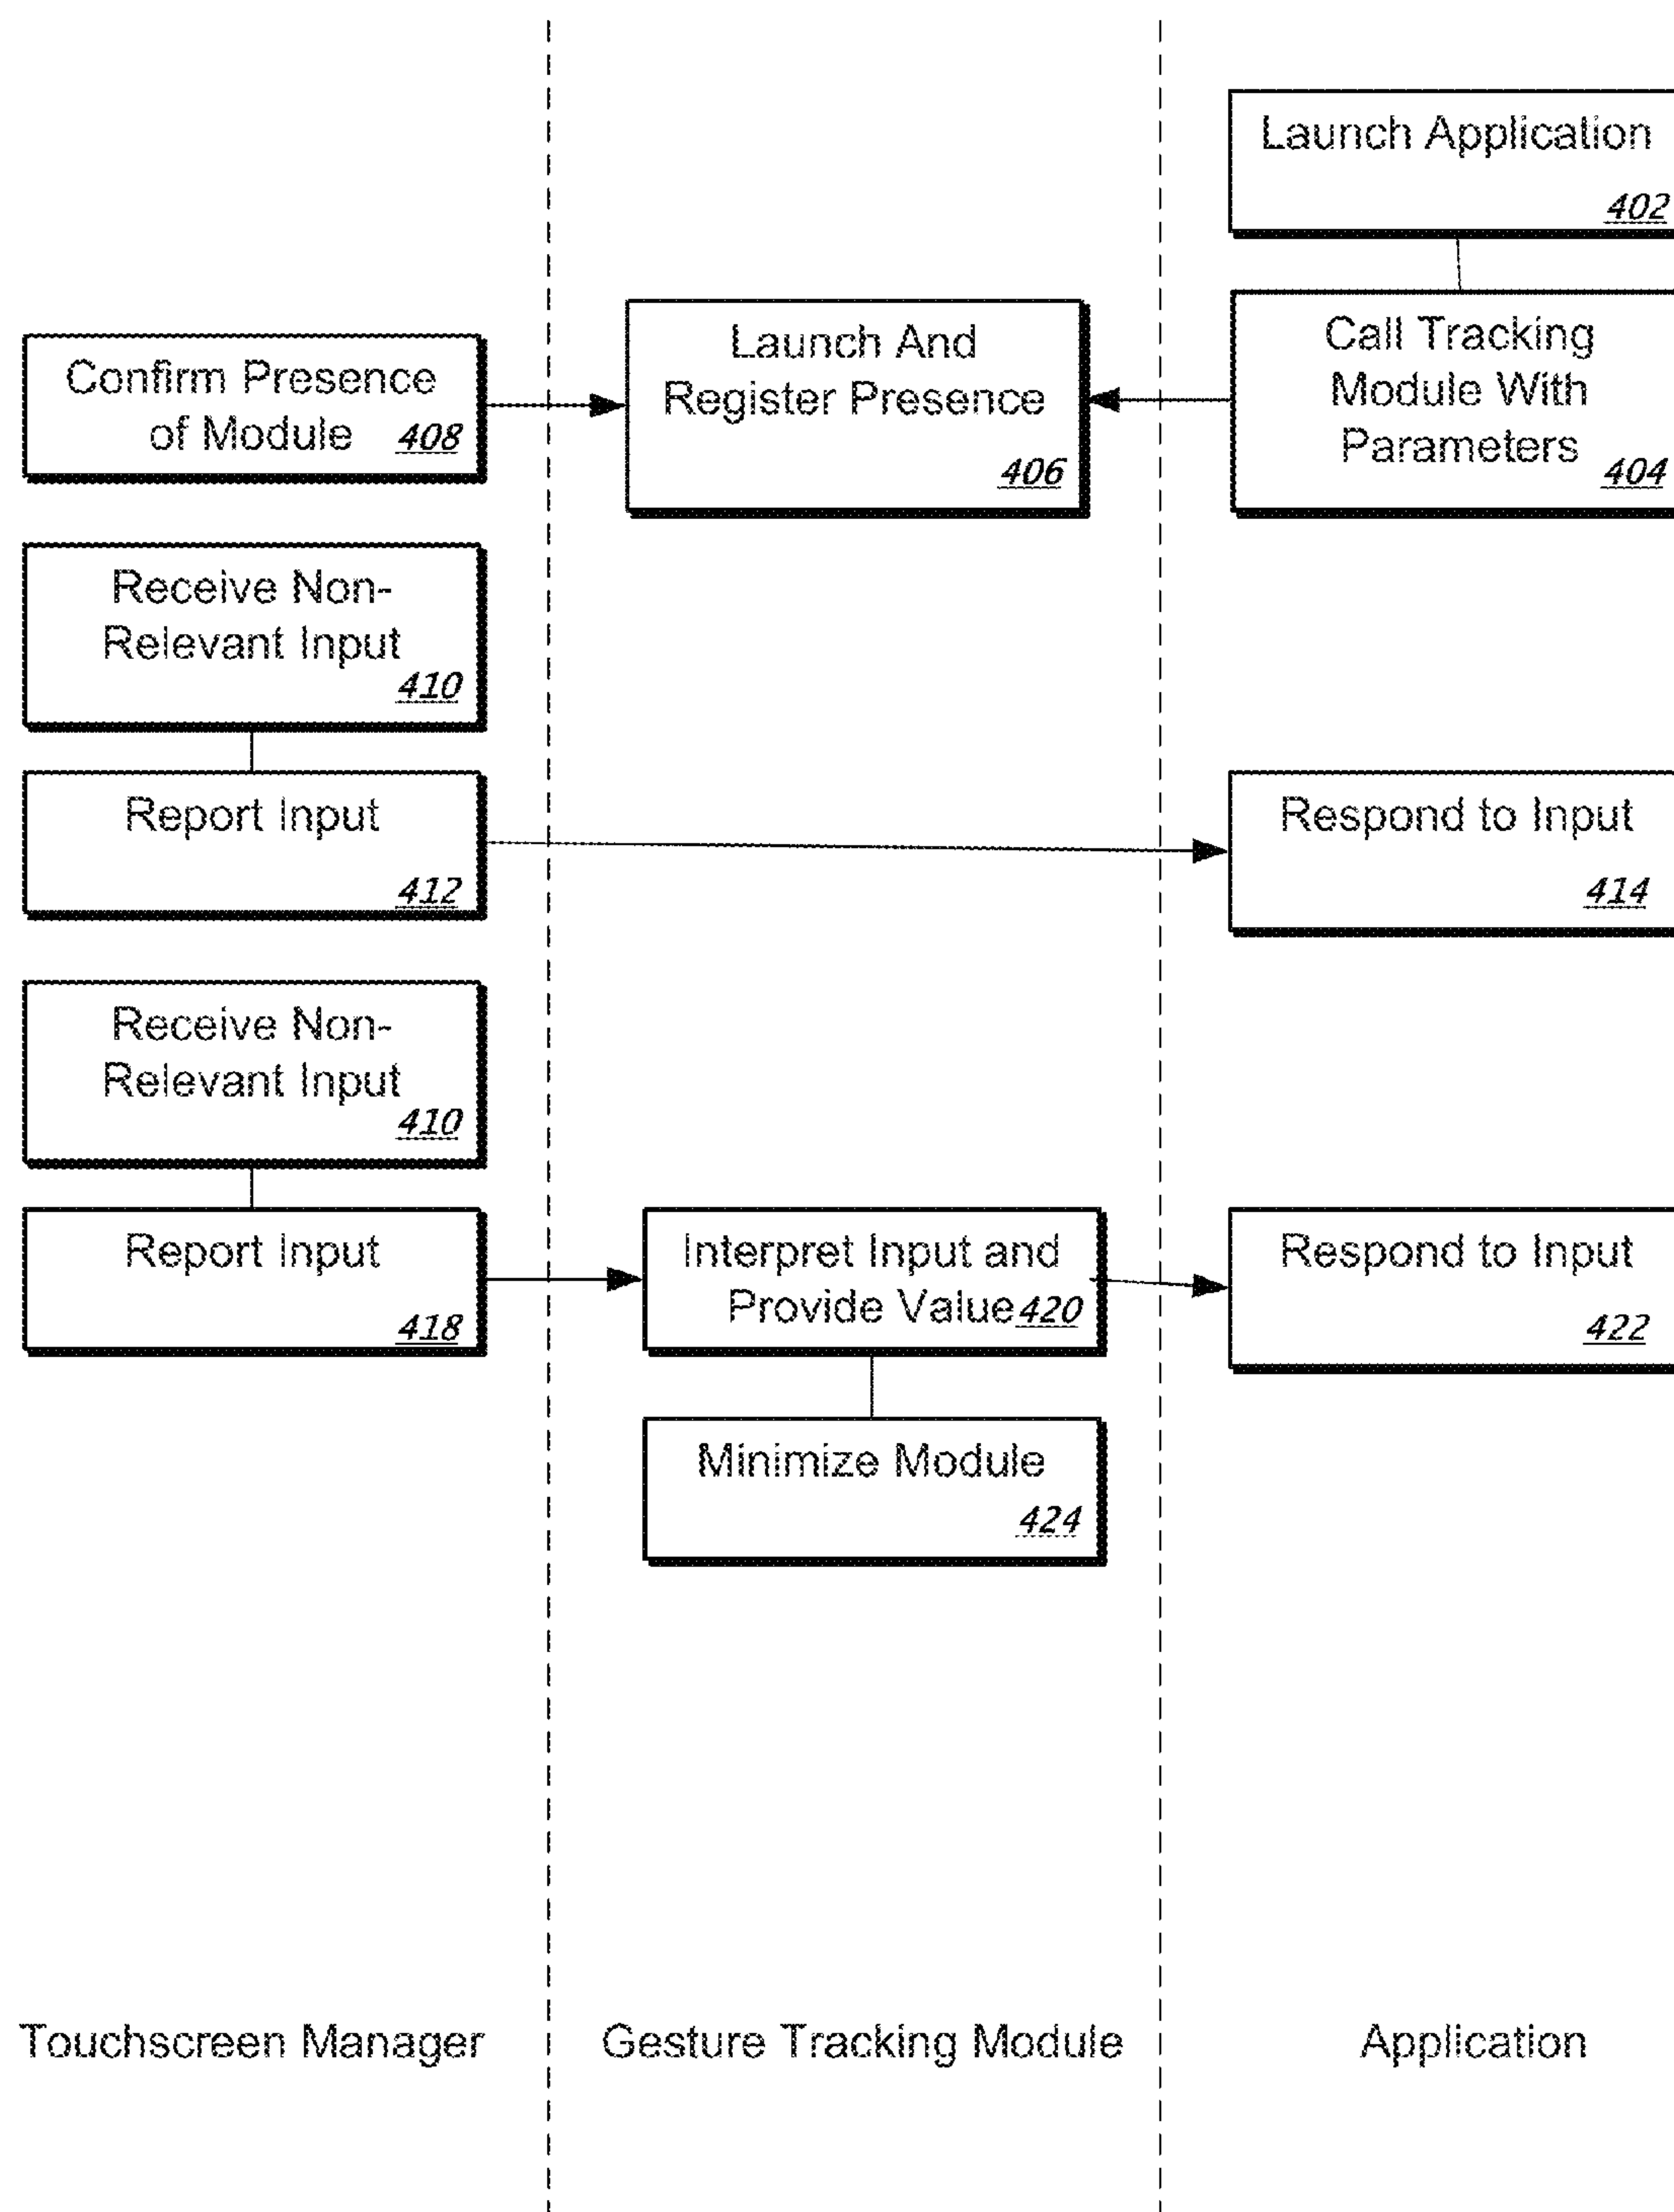 Launch Application
402
Confirm Presence
of Module 408
Launch And
Register Presence
406
Call Tracking
Module With
Parameters 404
Receive Non-
Relevant Input
410
Report Input
412
Respond to Input
414
Receive Non-
Relevant Input
410
Report Input
418
Interpret Input and
Provide Value 420
Respond to Input
422
Minimize Module
424
Touchscreen Manager
Gesture Tracking Module
Application